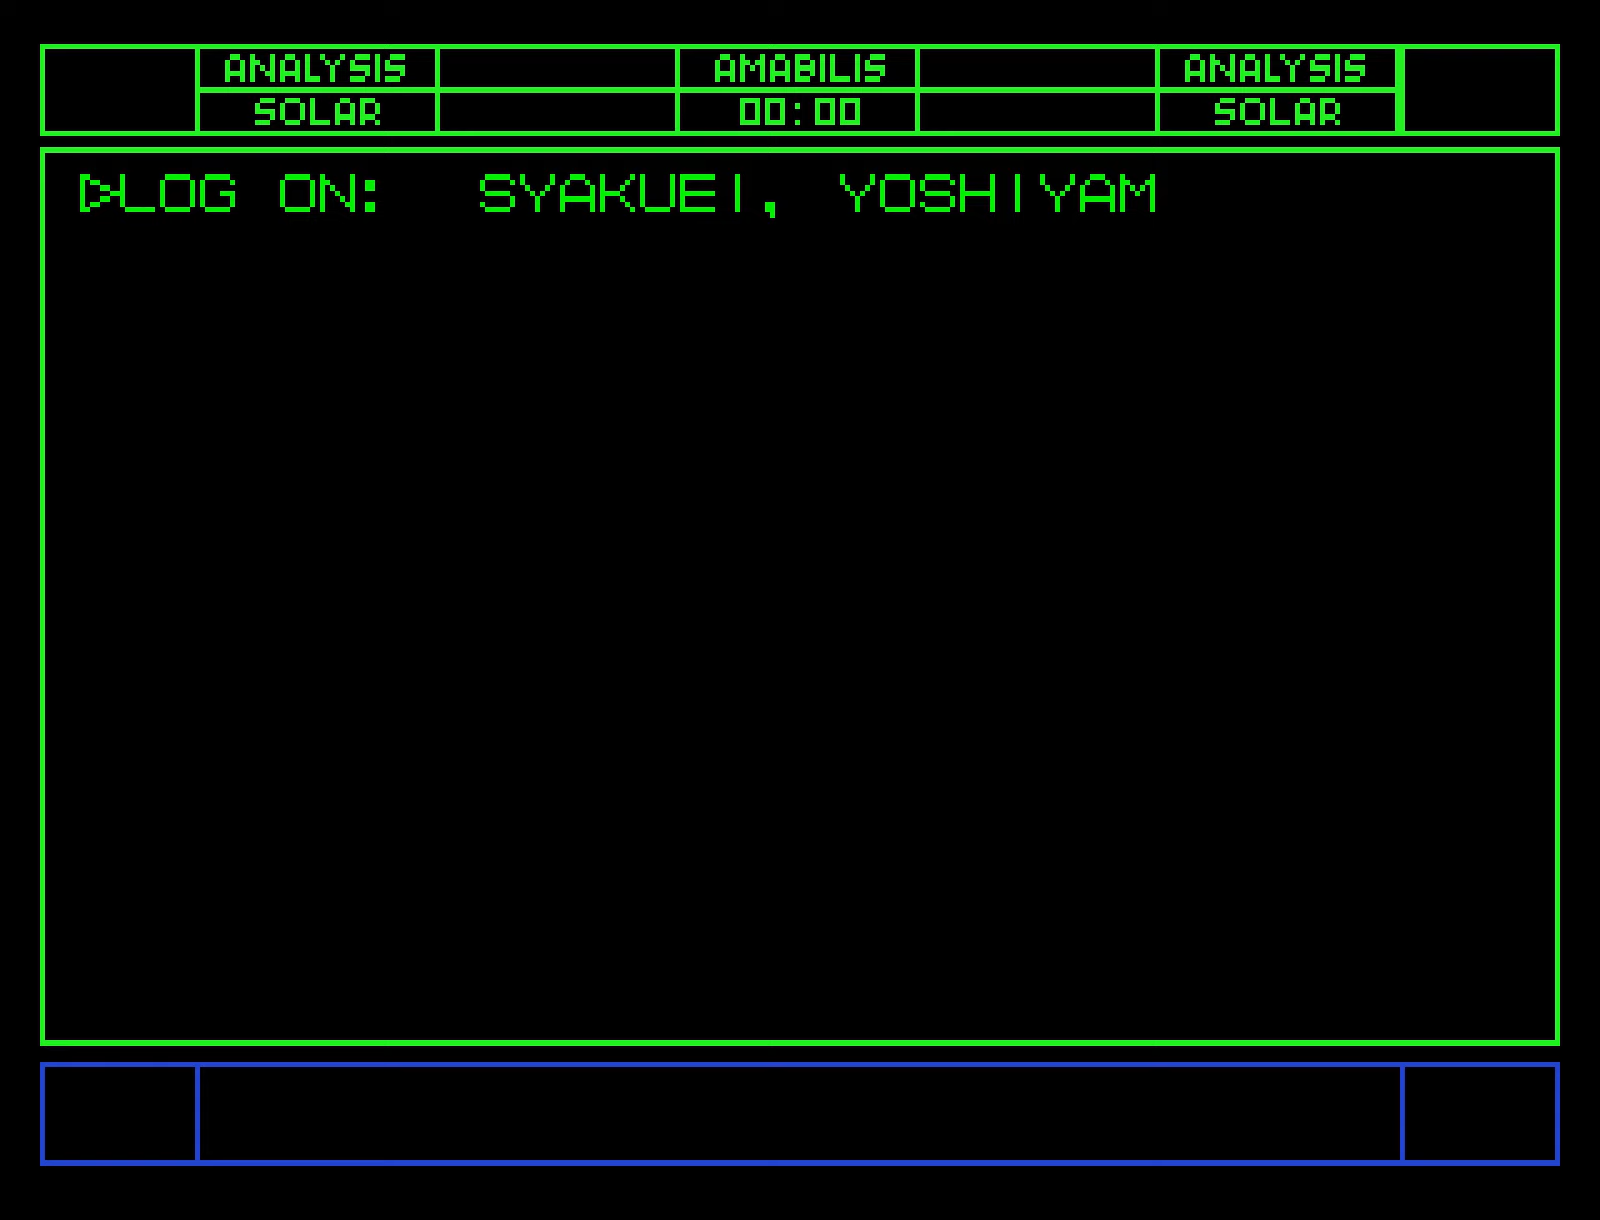 ANALYSIS AMABILIS ANALYSIS
SOLAR 00:00 SOLAR
LOG ON: SYAKUEI, YOSHIYAM